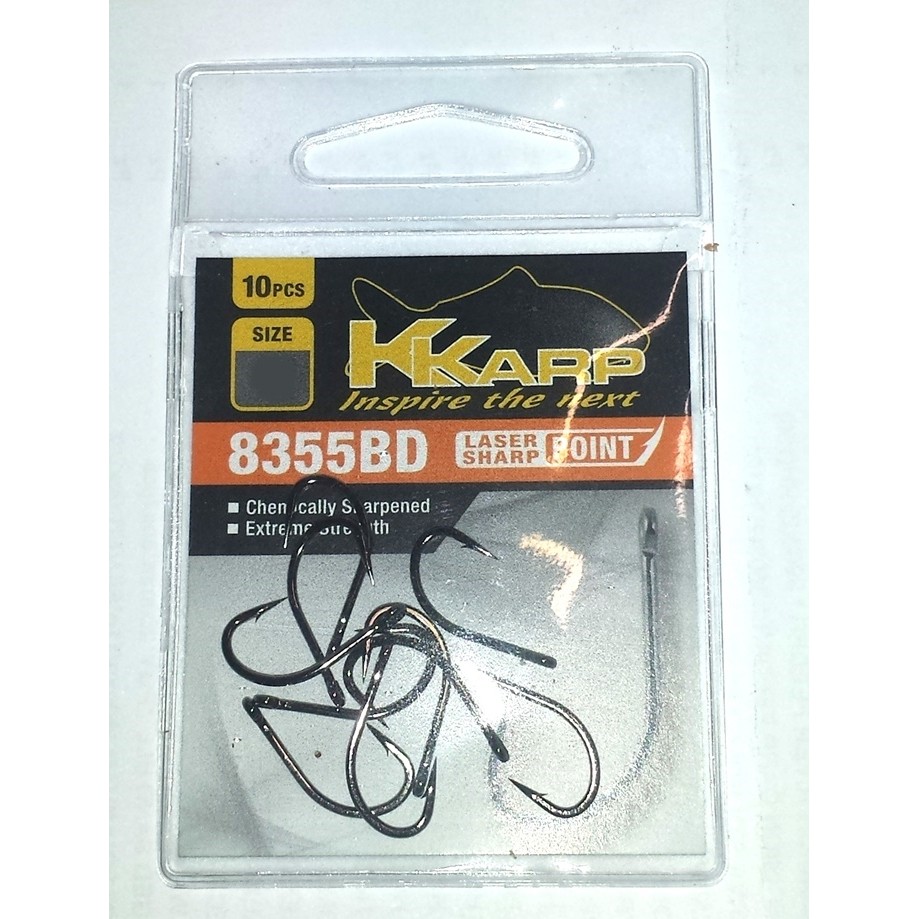 10PCS
SIZE
KKARP
Inspire the next
8355BD
LASER SHARP POINT
■ Chemically Sharpened
■ Extreme Strength